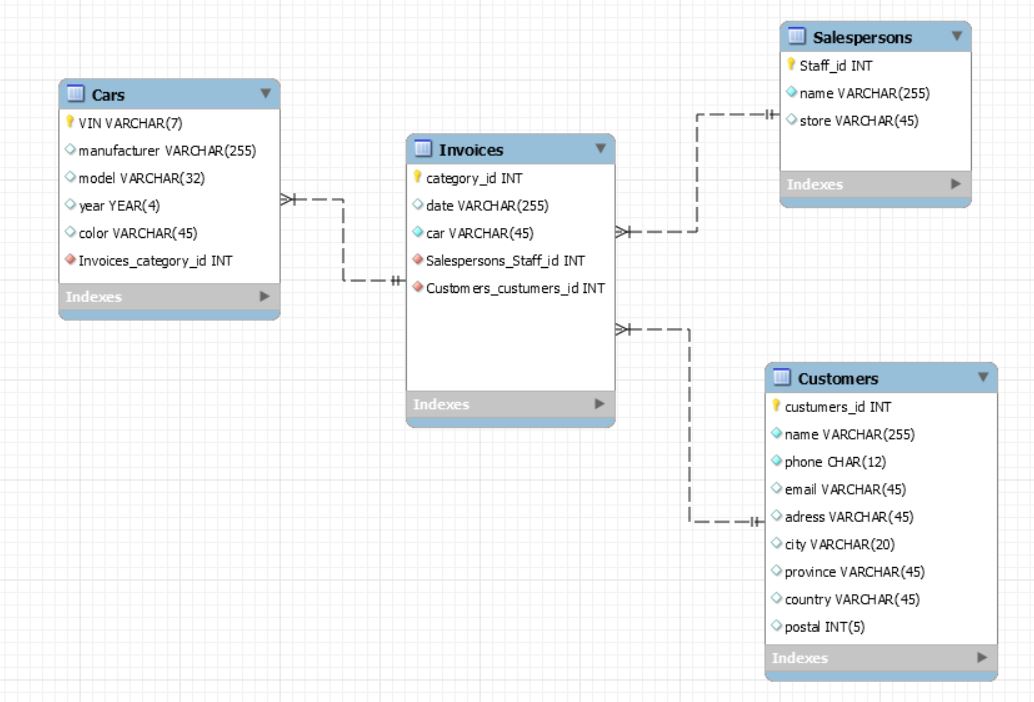 Cars
VIN VARCHAR(7)
manufacturer VARCHAR(255)
model VARCHAR(32)
year YEAR(4)
color VARCHAR(45)
Invoices_category_id INT
Indexes
Invoices
category_id INT
date VARCHAR(255)
car VARCHAR(45)
Salespersons_Staff_id INT
Customers_custumers_id INT
Indexes
Salespersons
Staff_id INT
name VARCHAR(255)
store VARCHAR(45)
Indexes
Customers
custumers_id INT
name VARCHAR(255)
phone CHAR(12)
email VARCHAR(45)
adress VARCHAR(45)
city VARCHAR(20)
province VARCHAR(45)
country VARCHAR(45)
postal INT(5)
Indexes